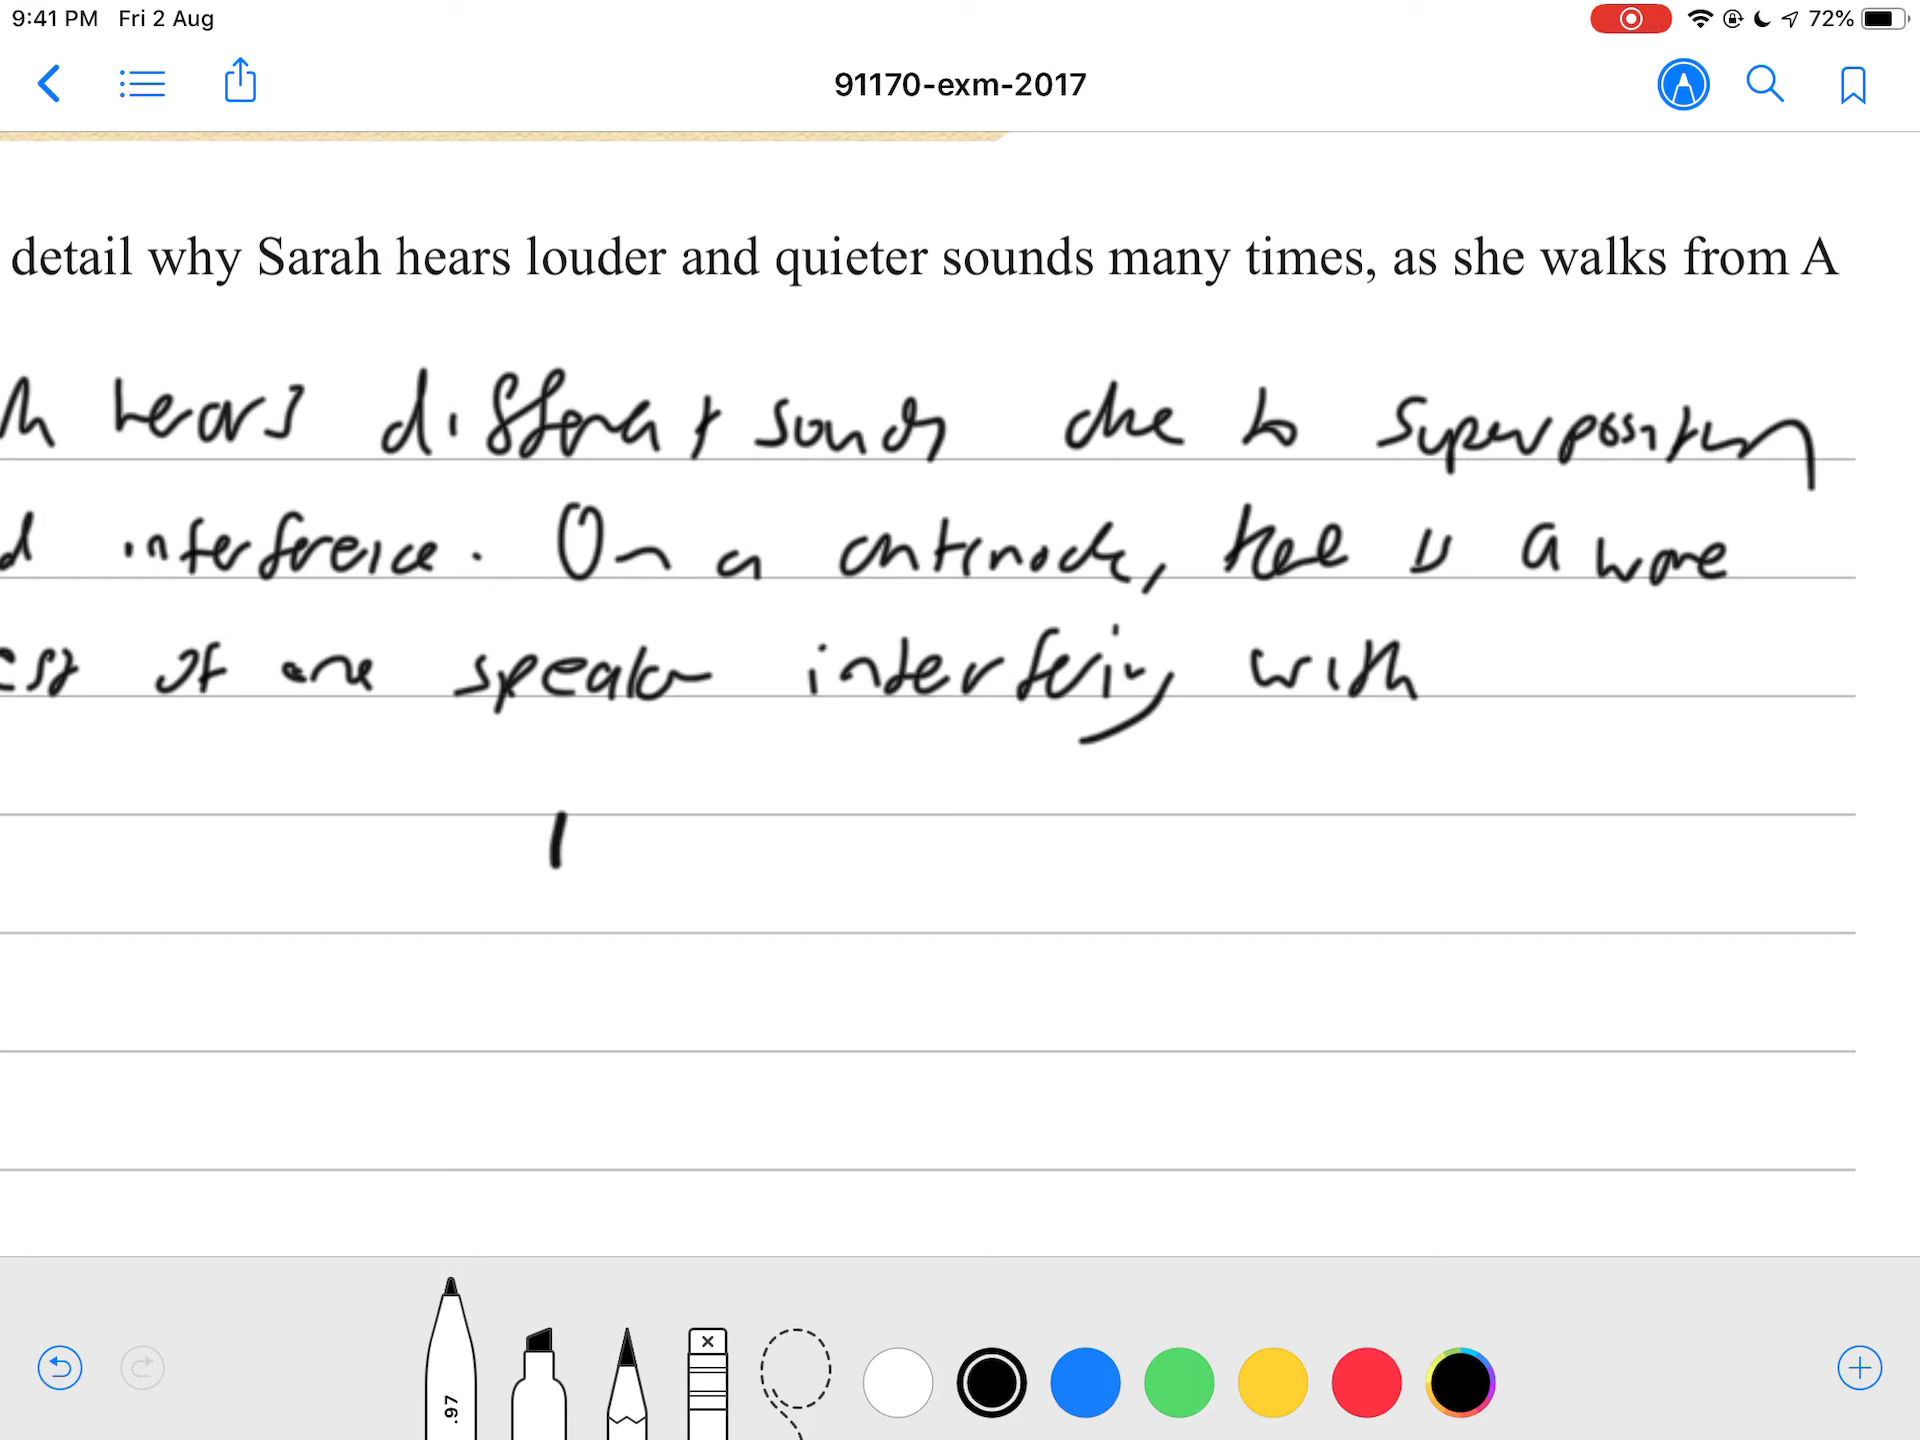 9:41 PM Fri 2 Aug 72%
91170-exm-2017
detail why Sarah hears louder and quieter sounds many times, as she walks from A
hears different sounds due to superposition
interference. On a antinode, there is a wave
of one speaker interfering with
.97